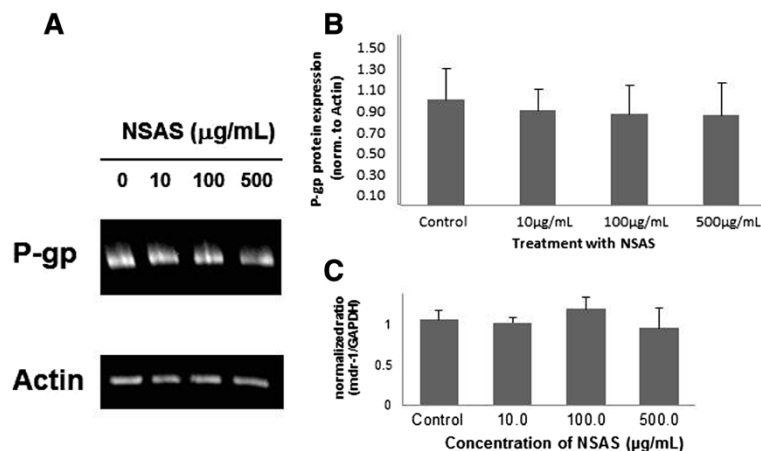 A
NSAS (μg/mL)
0 10 100 500
P-gp
Actin
B
P-gp protein expression
(norm. to Actin)
1.50
1.30
1.10
0.90
0.70
0.50
0.30
0.10
Control 10μg/mL 100μg/mL 500μg/mL
Treatment with NSAS
C
normalized ratio
(mdr-1/GAPDH)
1
0.5
0
Control 10.0 100.0 500.0
Concentration of NSAS (μg/mL)